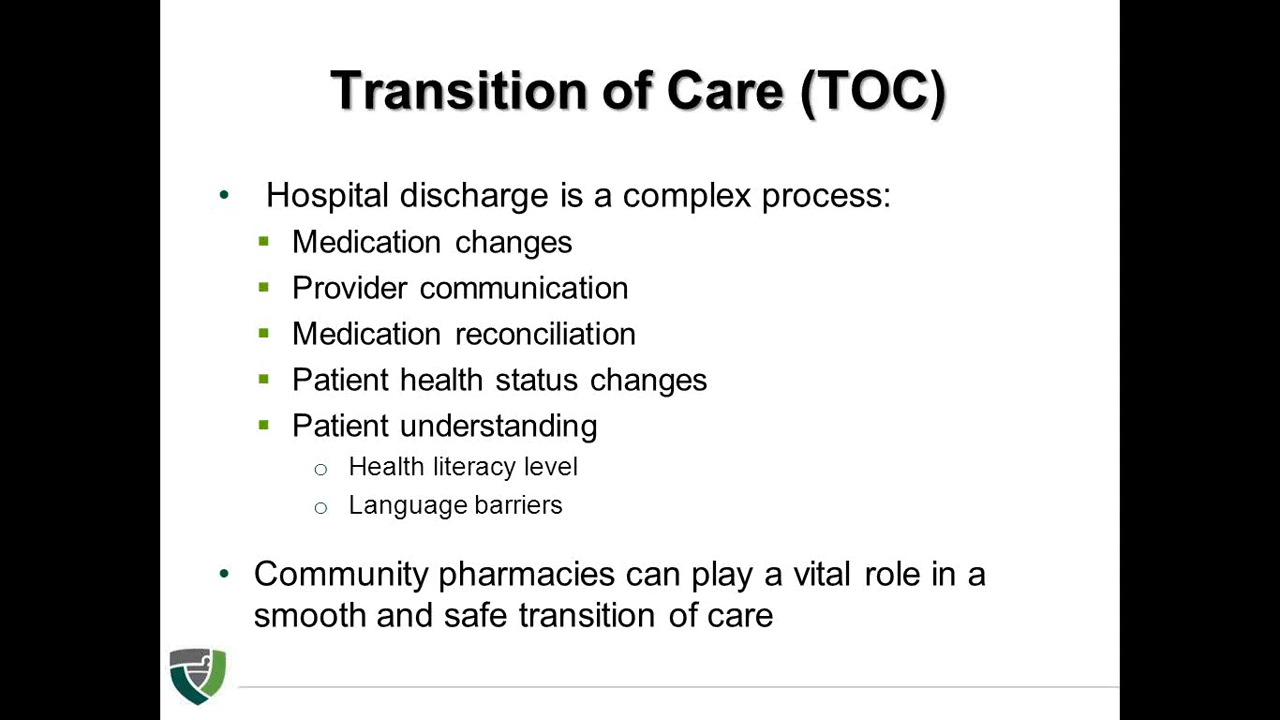 Transition of Care (TOC)
• Hospital discharge is a complex process:
▪ Medication changes
▪ Provider communication
▪ Medication reconciliation
▪ Patient health status changes
▪ Patient understanding
o Health literacy level
o Language barriers
• Community pharmacies can play a vital role in a
smooth and safe transition of care